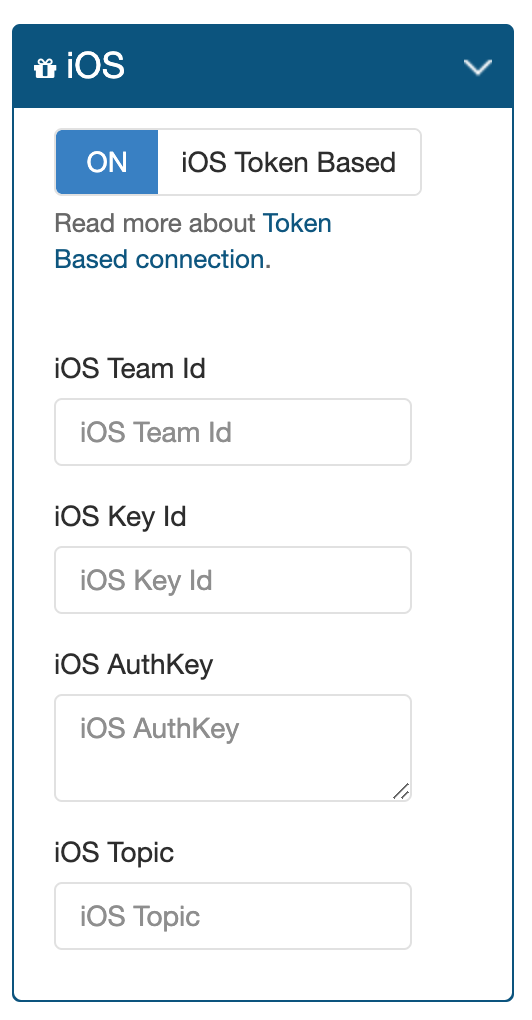 iOS
ON iOS Token Based
Read more about Token
Based connection.
iOS Team Id
iOS Team Id
iOS Key Id
iOS Key Id
iOS AuthKey
iOS AuthKey
iOS Topic
iOS Topic